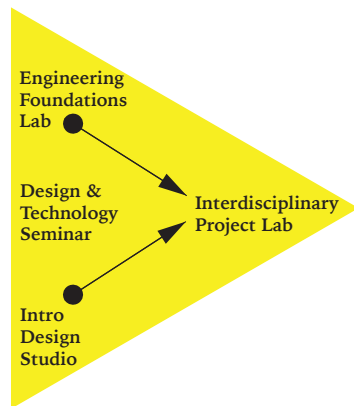 Engineering
Foundations
Lab
Design &
Technology
Seminar
Interdisciplinary
Project Lab
Intro
Design
Studio